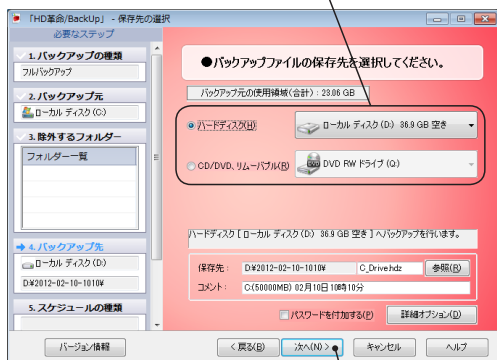 「HD革命/BackUp」 - 保存先の選択
必要なステップ
1. バックアップの種類
フルバックアップ
2. バックアップ元
ローカル ディスク (C:)
3. 除外するフォルダー
フォルダー一覧
4. バックアップ先
ローカル ディスク (D:)
D:¥2012-02-10-1010¥
5. スケジュールの種類
●バックアップファイルの保存先を選択してください。
バックアップ元の使用領域(合計) : 23.06 GB
ハードディスク(H)
ローカル ディスク (D:) 36.9 GB 空き
CD/DVD、リムーバブル(R)
DVD RW ドライブ (Q:)
ハードディスク [ ローカル ディスク (D:) 36.9 GB 空き ] へバックアップを行います。
保存先 : D:¥2012-02-10-1010¥ C_Drive.hdz 参照(R)
コメント : C:(50000MB) 02月10日 10時10分
パスワードを付加する(P) 詳細オプション(D)
バージョン情報 < 戻る(B) 次へ(N) > キャンセル ヘルプ